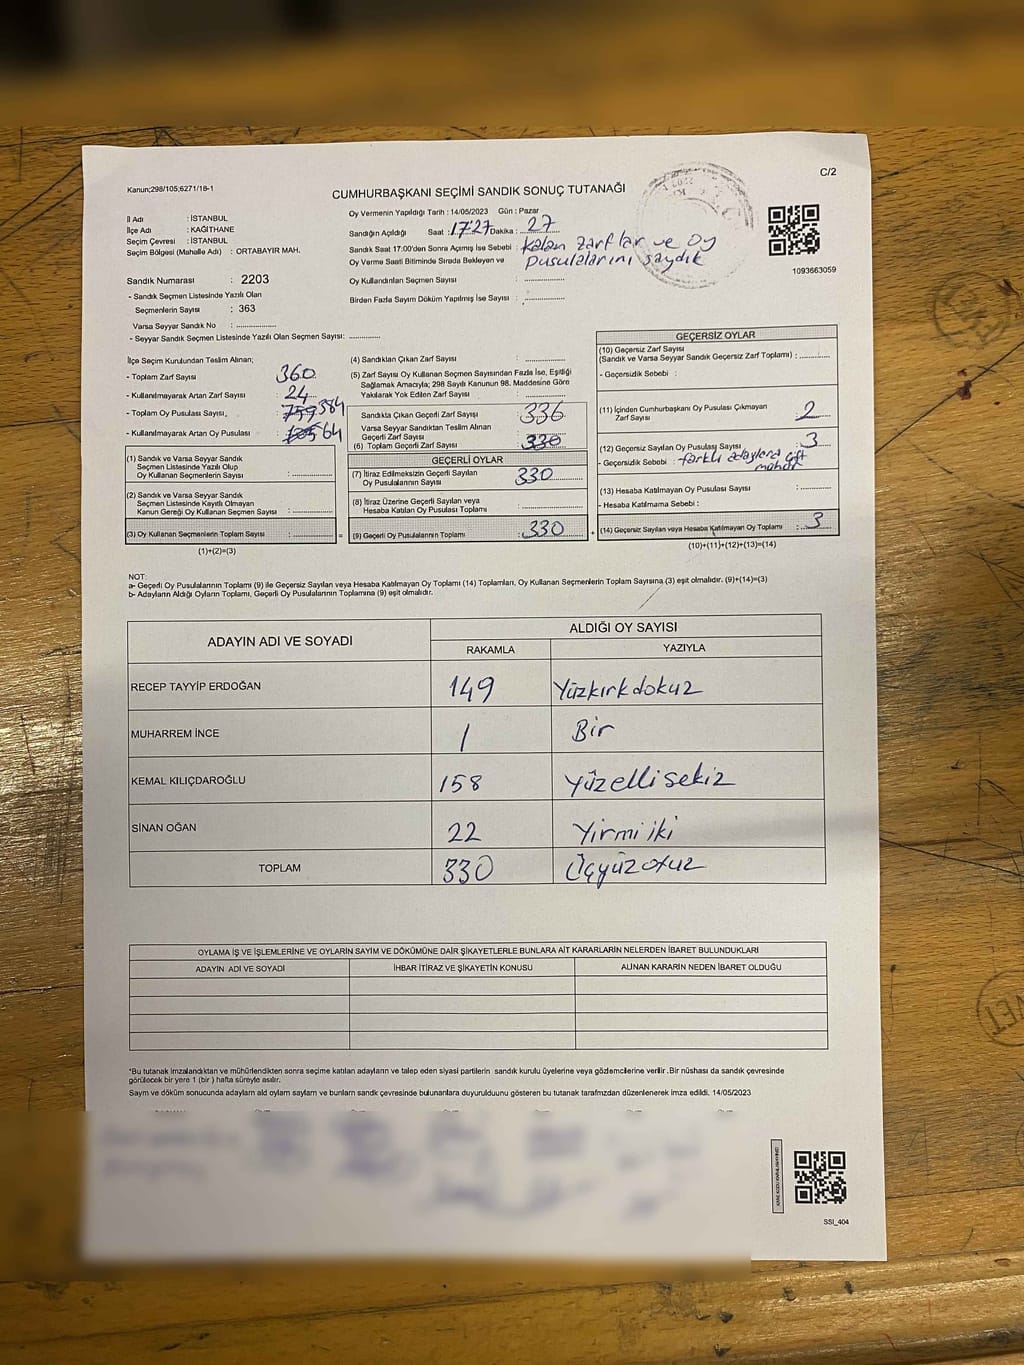 Kanun;298/105;6271/16-1
C/2
CUMHURBAŞKANI SEÇİMİ SANDIK SONUÇ TUTANAĞI
İl Adı : İSTANBUL
İlçe Adı : KAĞITHANE
Seçim Çevresi : İSTANBUL
Seçim Bölgesi (Mahalle Adı) : ORTABAYIR MAH.
Sandık Numarası : 2203
- Sandık Seçmen Listesinde Yazılı Olan
Seçmenlerin Sayısı : 363
Varsa Seyyar Sandık No : ...............
- Seyyar Sandık Seçmen Listesinde Yazılı Olan Seçmen Sayısı: ............
Oy Vermenin Yapıldığı Tarih : 14/05/2023 Gün : Pazar
Sandığın Açıldığı Saat : 17:27 Dakika : 27
Sandık Saat 17:00'den Sonra Açılmış İse Sebebi : Kalan zarflar ve oy
Oy Verme Saati Bitiminde Sırada Bekleyen ve pusulalarını saydık
Oy Kullandırılan Seçmen Sayısı : ...............
Birden Fazla Sayım Döküm Yapılmış İse Sayısı : ...............
1093663059
İlçe Seçim Kurulundan Teslim Alınan;
- Toplam Zarf Sayısı : 360
- Kullanılmayarak Artan Zarf Sayısı : 24
- Toplam Oy Pusulası Sayısı : 384
- Kullanılmayarak Artan Oy Pusulası : 64
(1) Sandık ve Varsa Seyyar Sandık
Seçmen Listesinde Yazılı Olup
Oy Kullanan Seçmenlerin Sayısı : ...............
(2) Sandık ve Varsa Seyyar Sandık
Seçmen Listesinde Kayıtlı Olmayan
Kanun Gereği Oy Kullanan Seçmen Sayısı : ...............
(3) Oy Kullanan Seçmenlerin Toplam Sayısı : ............... =
(1)+(2)=(3)
(4) Sandıktan Çıkan Zarf Sayısı : ...............
(5) Zarf Sayısı Oy Kullanan Seçmen Sayısından Fazla İse, Eşitliği
Sağlamak Amacıyla; 298 Sayılı Kanunun 98. Maddesine Göre
Yakılarak Yok Edilen Zarf Sayısı : ...............
Sandıkta Çıkan Geçerli Zarf Sayısı : 336
Varsa Seyyar Sandıktan Teslim Alınan
Geçerli Zarf Sayısı : ...............
(6) Toplam Geçerli Zarf Sayısı : 330
GEÇERLİ OYLAR
(7) İtiraz Edilmeksizin Geçerli Sayılan
Oy Pusulalarının Sayısı : 330
(8) İtiraz Üzerine Geçerli Sayılan veya
Hesaba Katılan Oy Pusulası Toplamı : ...............
(9) Geçerli Oy Pusulalarının Toplamı : 330 +
GEÇERSİZ OYLAR
(10) Geçersiz Zarf Sayısı
(Sandık ve Varsa Seyyar Sandık Geçersiz Zarf Toplamı) : ............
- Geçersizlik Sebebi :
(11) İçinden Cumhurbaşkanı Oy Pusulası Çıkmayan
Zarf Sayısı : 2
(12) Geçersiz Sayılan Oy Pusulası Sayısı : 3
- Geçersizlik Sebebi : farklı adaylara çift
mühür
(13) Hesaba Katılmayan Oy Pusulası Sayısı : ............
- Hesaba Katılmama Sebebi :
(14) Geçersiz Sayılan veya Hesaba Katılmayan Oy Toplamı : 3
(10)+(11)+(12)+(13)=(14)
NOT:
a- Geçerli Oy Pusulalarının Toplamı (9) ile Geçersiz Sayılan veya Hesaba Katılmayan Oy Toplamı (14) Toplamları, Oy Kullanan Seçmenlerin Toplam Sayısına (3) eşit olmalıdır. (9)+(14)=(3)
b- Adayların Aldığı Oyların Toplamı, Geçerli Oy Pusulalarının Toplamına (9) eşit olmalıdır.
ADAYIN ADI VE SOYADI
ALDIĞI OY SAYISI
RAKAMLA YAZIYLA
RECEP TAYYİP ERDOĞAN 149 Yüzkırkdokuz
MUHARREM İNCE 1 Bir
KEMAL KILIÇDAROĞLU 158 Yüzellisekiz
SİNAN OĞAN 22 Yirmi iki
TOPLAM 330 Üçyüzotuz
OYLAMA İŞ VE İŞLEMLERİNE VE OYLARIN SAYIM VE DÖKÜMÜNE DAİR ŞİKAYETLERLE BUNLARA AİT KARARLARIN NELERDEN İBARET BULUNDUKLARI
ADAYIN ADI VE SOYADI İHBAR İTİRAZ VE ŞİKAYETİN KONUSU ALINAN KARARIN NEDEN İBARET OLDUĞU
*Bu tutanak imzalandıktan ve mühürlendikten sonra seçime katılan adayların ve talep eden siyasi partilerin sandık kurulu üyelerine veya gözlemcilerine verilir .Bir nüshası da sandık çevresinde
görülecek bir yere 1 (bir ) hafta süreyle asılır.
Sayım ve döküm sonucunda adayların aldı oyların sayların ve bunların sandk çevresinde bulunanlara duyurulduunu gösteren bu tutanak tarafmzdan düzenlenerek imza edildi. 14/05/2023
SSI_404